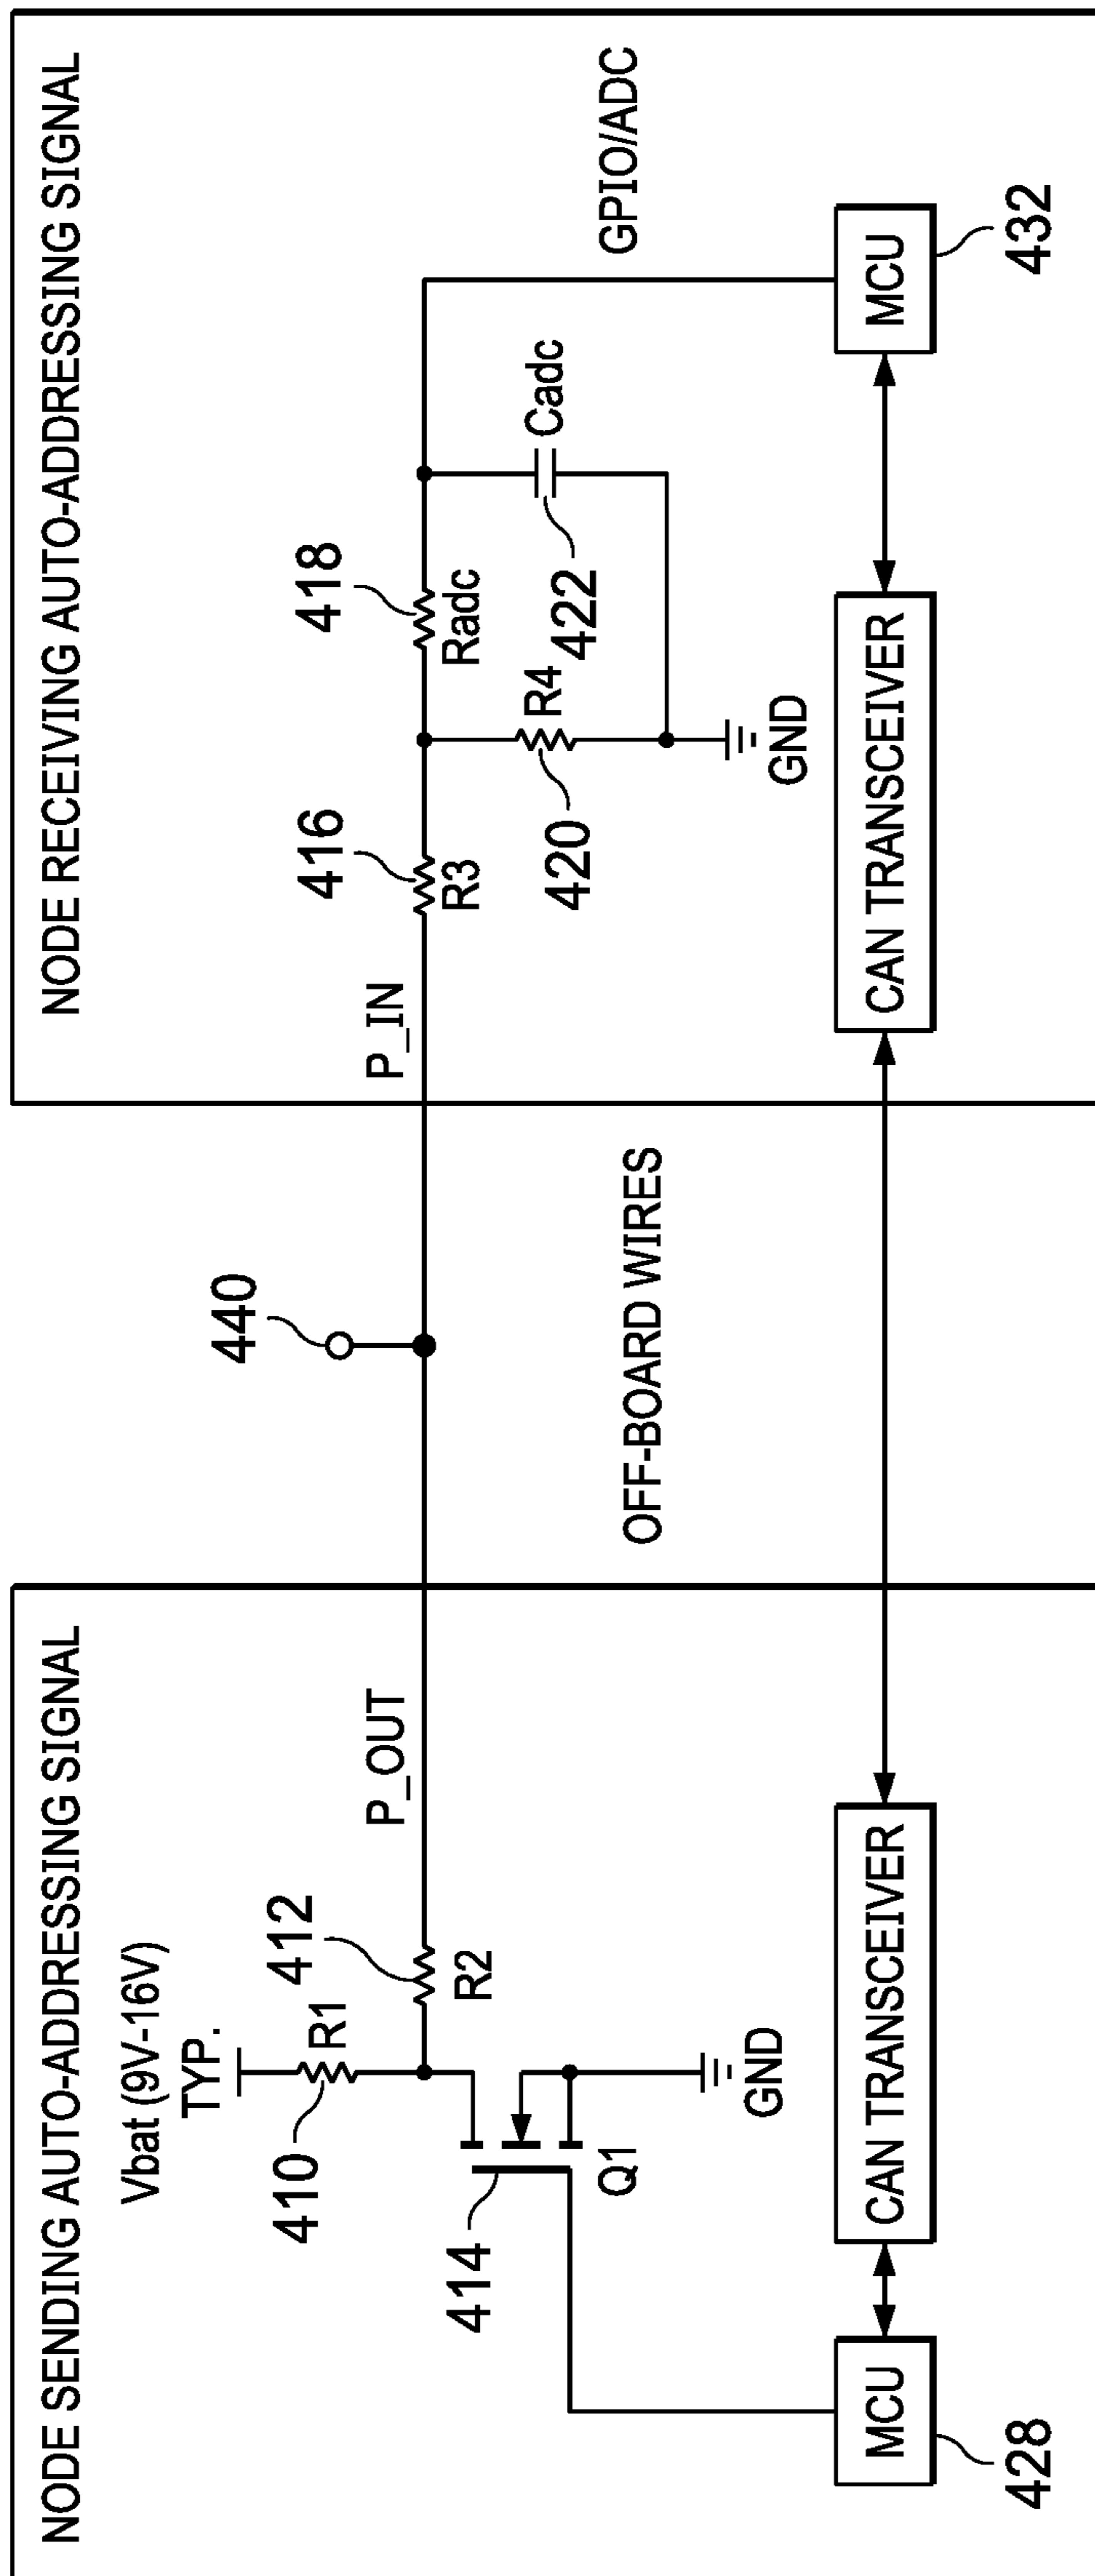 NODE SENDING AUTO-ADDRESSING SIGNAL
Vbat (9V-16V)
TYP.
410
R1
412
R2
P_OUT
414
Q1
GND
MCU
428
CAN TRANSCEIVER
440
OFF-BOARD WIRES
NODE RECEIVING AUTO-ADDRESSING SIGNAL
P_IN
416
R3
418
Radc
R4
420
Cadc
422
GND
GPIO/ADC
CAN TRANSCEIVER
MCU
432